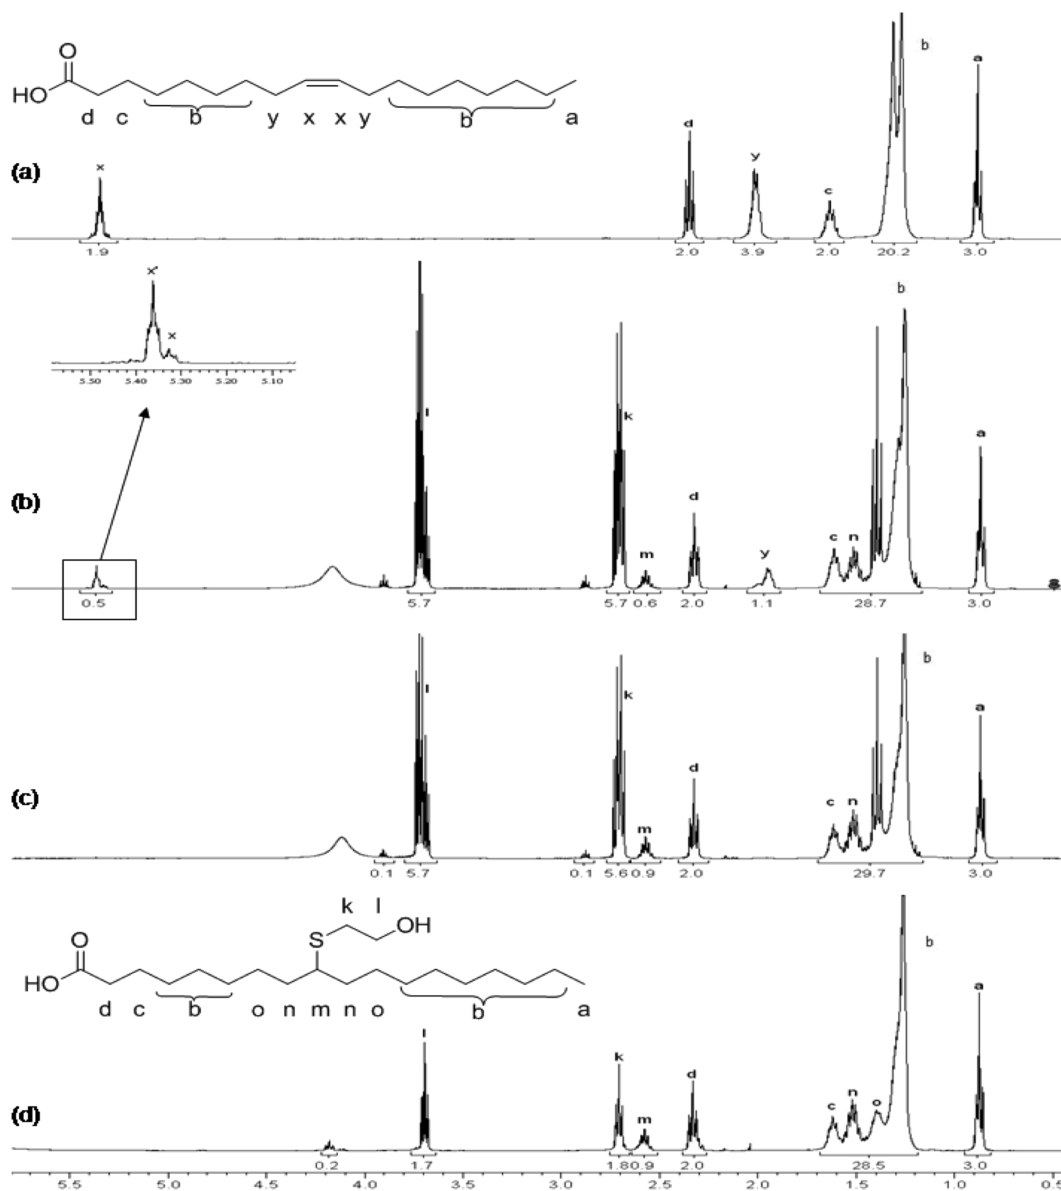 O
HO
d c b y x x y b a
(a)
x d y c b a
1.9 2.0 3.9 2.0 20.2 3.0
x'
x
5.50 5.40 5.30 5.20 5.10
(b)
l k m d y c n b a
0.5 5.7 5.7 0.6 2.0 1.1 28.7 3.0
(c)
l k m d c n b a
0.1 5.7 0.1 5.6 0.9 2.0 29.7 3.0
k l
OH
S
O
HO
d c b o n m n o b a
(d)
l k m d c n o b a
0.2 1.7 1.8 0.9 2.0 28.5 3.0
5.5 5.0 4.5 4.0 3.5 3.0 2.5 2.0 1.5 1.0 0.5